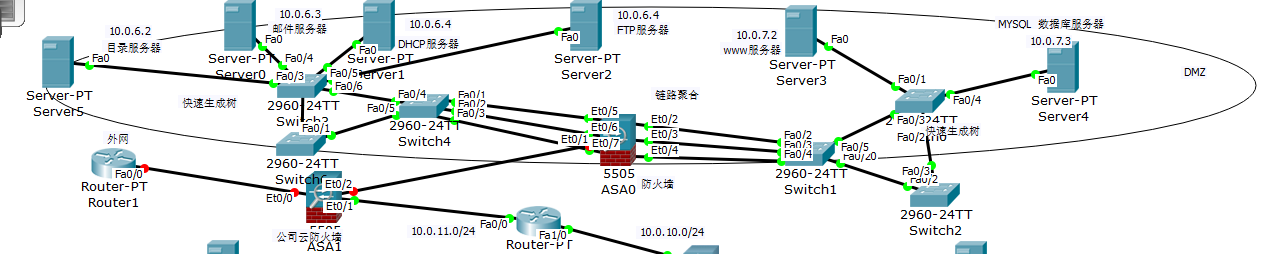 10.0.6.3
邮件服务器
10.0.6.4
10.0.6.4
FTP服务器
MYSQL 数据库服务器
10.0.6.2
目录服务器
Fa0
Fa0
Fa0
DHCP服务器
10.0.7.2
www服务器
Fa0
10.0.7.3
Fa0
Fa0/4
Server-PT
Server0
Server-PT
Server1
Server-PT
Server2
Server-PT
Server3
Fa0
DMZ
Server-PT
Server5
Fa0/3
Fa0/5
Fa0/6
Fa0/1
Fa0/4
Server-PT
Server4
快速生成树
2960-24TT
Fa0/4
Fa0/5
Fa0/1
Fa0/2
Fa0/3
链路聚合
Et0/5
Et0/2
Fa0/1
2960-24TT
Switch4
Et0/6
Et0/3
Fa0/2
快速生成树
外网
2960-24TT
Et0/1
Et0/7
Et0/4
Fa0/4
Fa0/5
Fa0/0
Router-PT
Router1
Et0/2
Et0/0
Et0/1
5505
ASA0
防火墙
2960-24TT
Switch1
Fa0/3
Fa0/2
2960-24TT
Switch2
公司云防火墙
ASA1
10.0.11.0/24
Fa0/0
Fa1/0
Router-PT
10.0.10.0/24